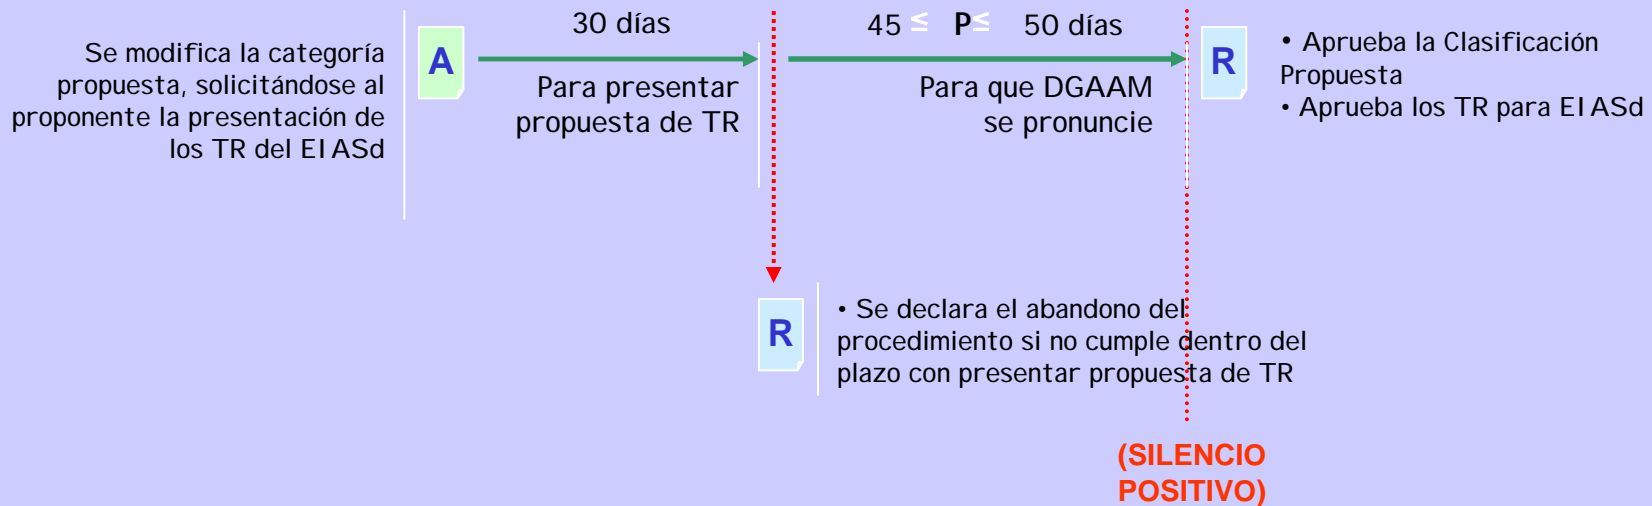 Se modifica la categoría
propuesta, solicitándose al
proponente la presentación de
los TR del EIASd
A
30 días
Para presentar
propuesta de TR
45 ≤ P≤ 50 días
Para que DGAAM
se pronuncie
R
• Aprueba la Clasificación
Propuesta
• Aprueba los TR para EIASd
R
• Se declara el abandono del
procedimiento si no cumple dentro del
plazo con presentar propuesta de TR
(SILENCIO
POSITIVO)